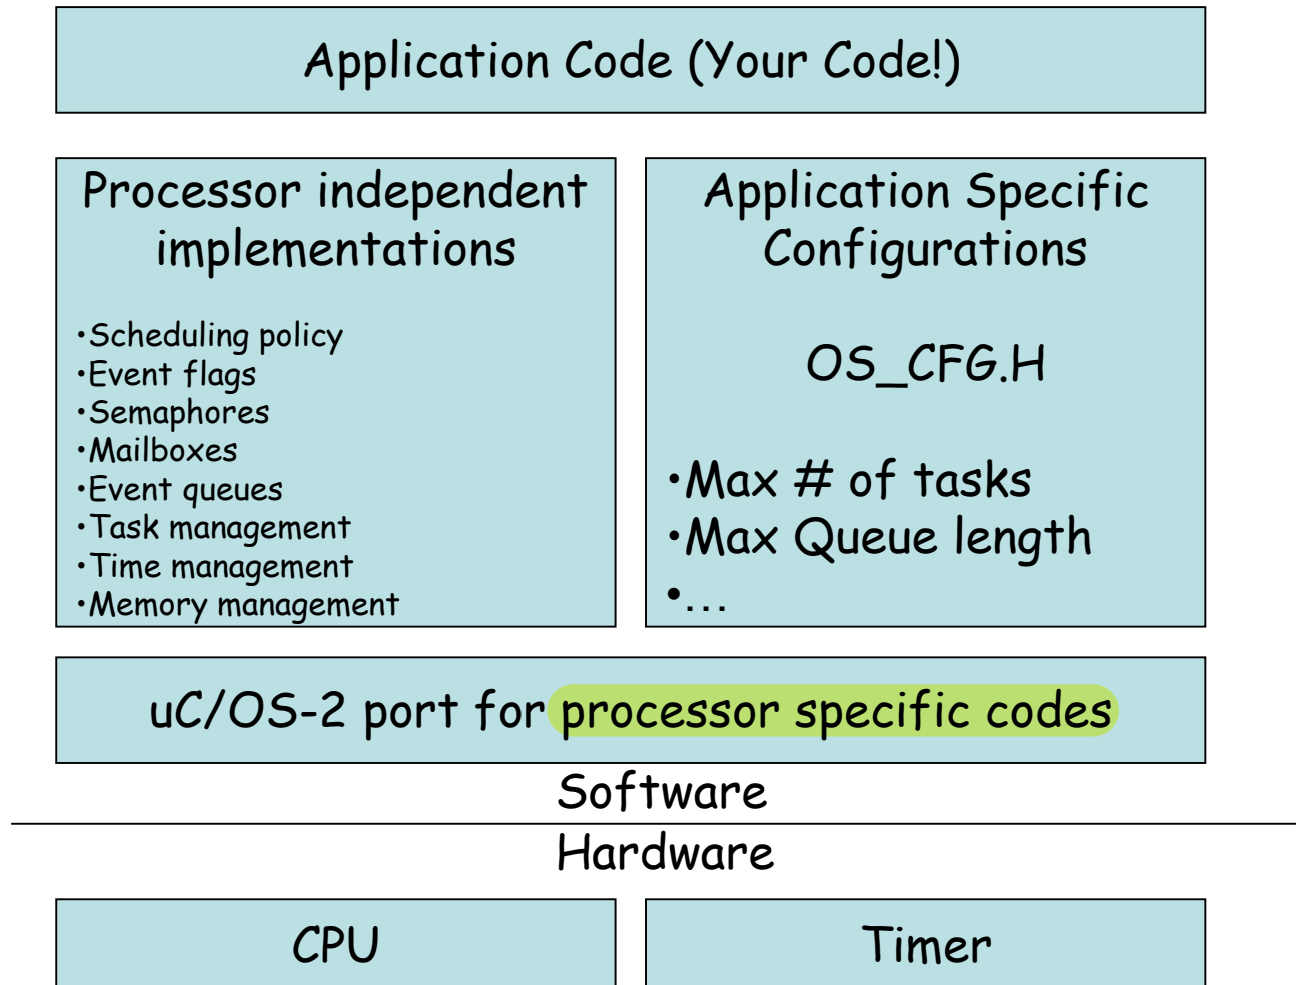 Application Code (Your Code!)
Processor independent
implementations
•Scheduling policy
•Event flags
•Semaphores
•Mailboxes
•Event queues
•Task management
•Time management
•Memory management
Application Specific
Configurations
OS_CFG.H
•Max # of tasks
•Max Queue length
•…
uC/OS-2 port for processor specific codes
Software
Hardware
CPU
Timer